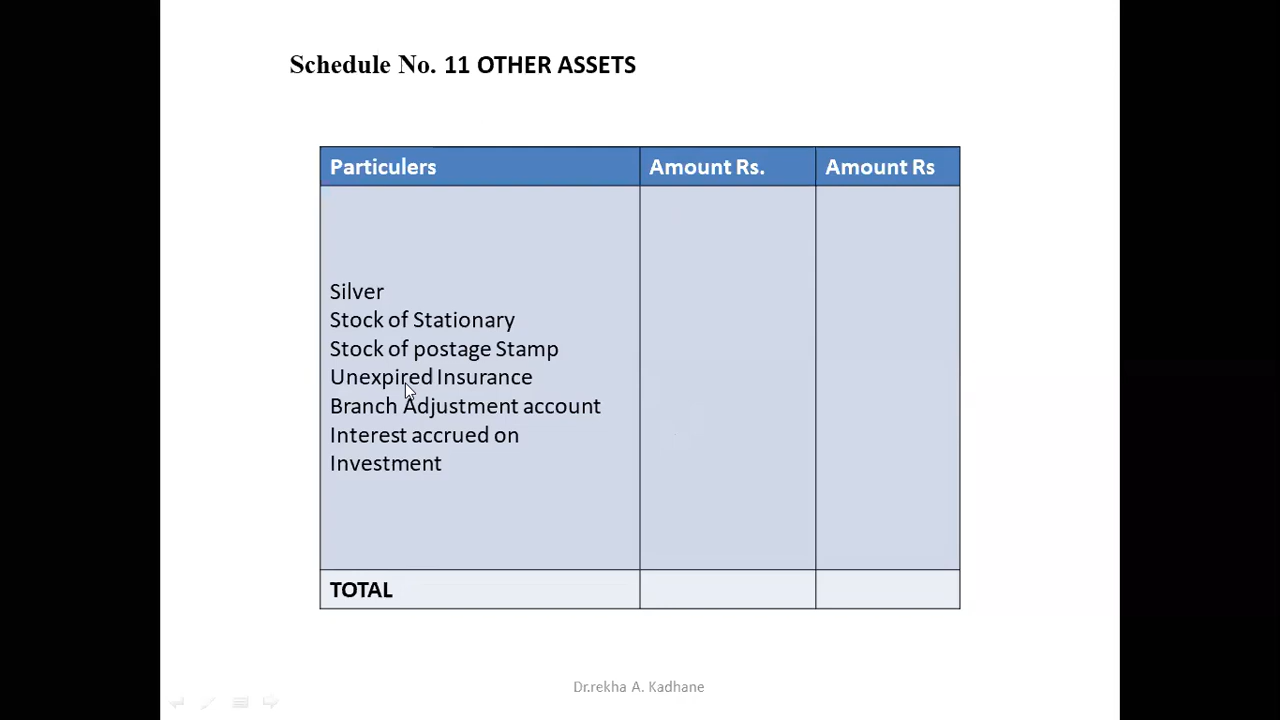 Schedule No. 11 OTHER ASSETS
Particulers Amount Rs. Amount Rs
Silver
Stock of Stationary
Stock of postage Stamp
Unexpired Insurance
Branch Adjustment account
Interest accrued on
Investment
TOTAL
Dr.rekha A. Kadhane